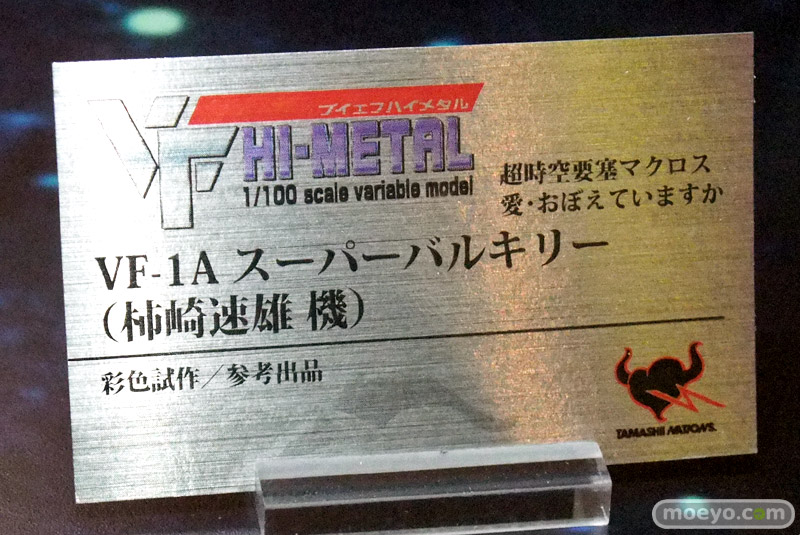 VF
ブイエフハイメタル
HI-METAL
1/100 scale variable model
超時空要塞マクロス
愛・おぼえていますか
VF-1A スーパーバルキリー
(柿崎速雄 機)
彩色試作/参考出品
TAMASHII NATIONS.
moeyo.com